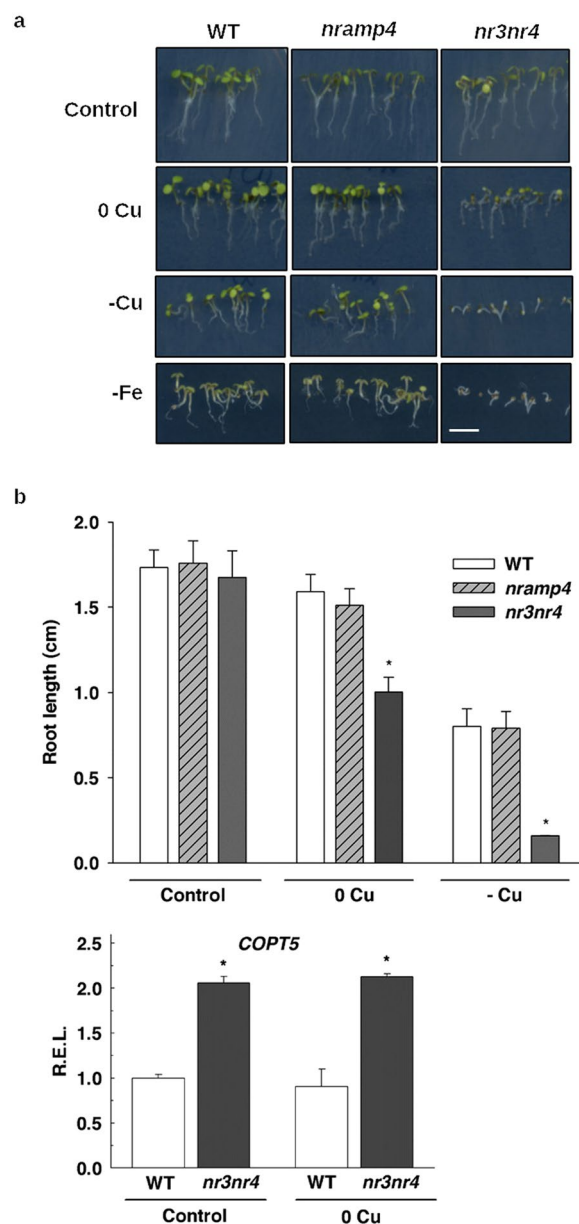 a
WT nramp4 nr3nr4
Control
0 Cu
-Cu
-Fe
b
2.0
1.5
1.0
0.5
0.0
Root length (cm)
WT
nramp4
nr3nr4
*
*
Control 0 Cu - Cu
COPT5
2.5
2.0
1.5
1.0
0.5
0.0
R.E.L.
*
*
WT nr3nr4 WT nr3nr4
Control 0 Cu